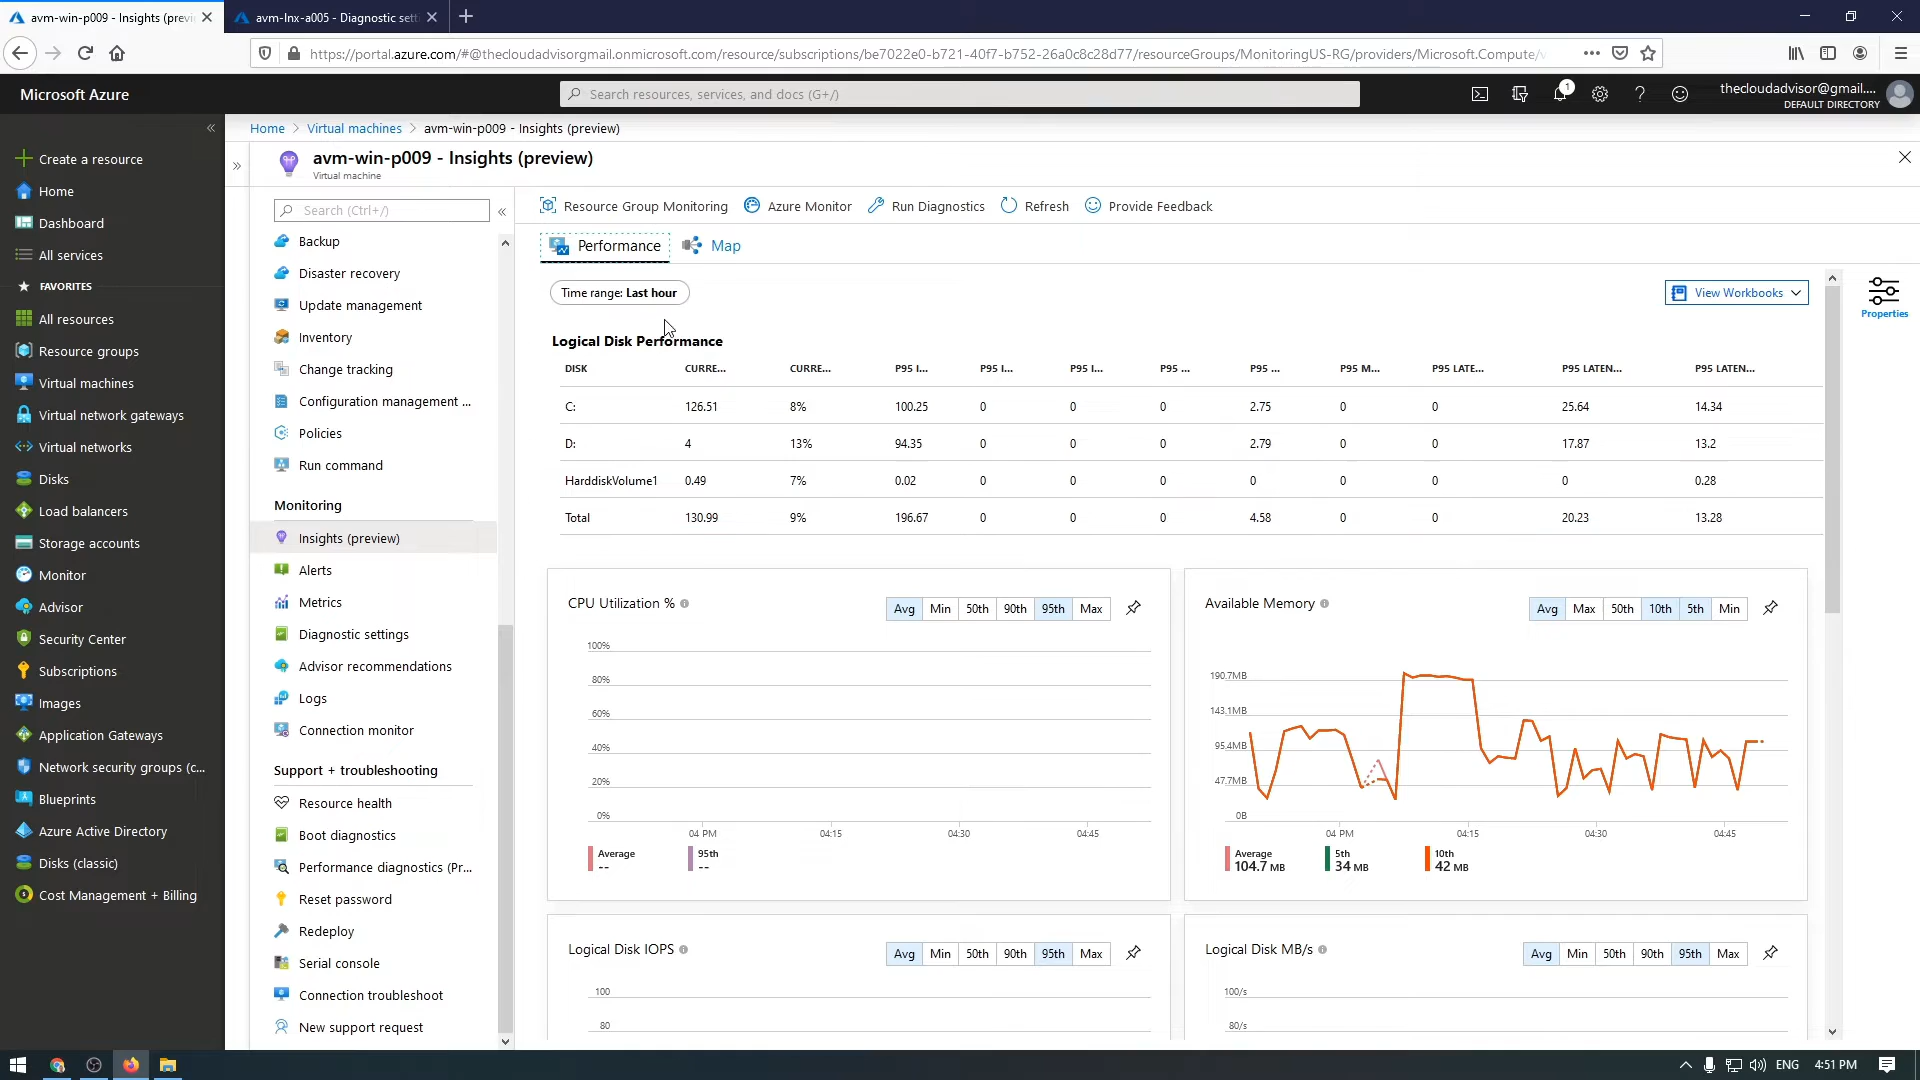 avm-win-p009 - Insights (previ
avm-lnx-a005 - Diagnostic sett
https://portal.azure.com/#@thecloudadvisorgmail.onmicrosoft.com/resource/subscriptions/be7022e0-b721-40f7-b752-26a0c8c28d77/resourceGroups/MonitoringUS-RG/providers/Microsoft.Compute/v
Microsoft Azure
Search resources, services, and docs (G+/)
1
thecloudadvisor@gmail....
DEFAULT DIRECTORY
Create a resource
Home
Dashboard
All services
FAVORITES
All resources
Resource groups
Virtual machines
Virtual network gateways
Virtual networks
Disks
Load balancers
Storage accounts
Monitor
Advisor
Security Center
Subscriptions
Images
Application Gateways
Network security groups (c...
Blueprints
Azure Active Directory
Disks (classic)
Cost Management + Billing
Home > Virtual machines > avm-win-p009 - Insights (preview)
avm-win-p009 - Insights (preview)
Virtual machine
Search (Ctrl+/)
Backup
Disaster recovery
Update management
Inventory
Change tracking
Configuration management ...
Policies
Run command
Monitoring
Insights (preview)
Alerts
Metrics
Diagnostic settings
Advisor recommendations
Logs
Connection monitor
Support + troubleshooting
Resource health
Boot diagnostics
Performance diagnostics (Pr...
Reset password
Redeploy
Serial console
Connection troubleshoot
New support request
Resource Group Monitoring Azure Monitor Run Diagnostics Refresh Provide Feedback
Performance Map
Time range: Last hour
View Workbooks
Properties
Logical Disk Performance
DISK CURRE... CURRE... P95 I... P95 I... P95 I... P95 ... P95 ... P95 M... P95 LATE... P95 LATEN... P95 LATEN...
C: 126.51 8% 100.25 0 0 0 2.75 0 0 25.64 14.34
D: 4 13% 94.35 0 0 0 2.79 0 0 17.87 13.2
HarddiskVolume1 0.49 7% 0.02 0 0 0 0 0 0 0 0.28
Total 130.99 9% 196.67 0 0 0 4.58 0 0 20.23 13.28
CPU Utilization %
Avg Min 50th 90th 95th Max
100%
80%
60%
40%
20%
0%
04 PM 04:15 04:30 04:45
Average
--
95th
--
Available Memory
Avg Max 50th 10th 5th Min
190.7MB
143.1MB
95.4MB
47.7MB
0B
04 PM 04:15 04:30 04:45
Average
104.7 MB
5th
34 MB
10th
42 MB
Logical Disk IOPS
Avg Min 50th 90th 95th Max
100
80
Logical Disk MB/s
Avg Min 50th 90th 95th Max
100/s
80/s
ENG
4:51 PM